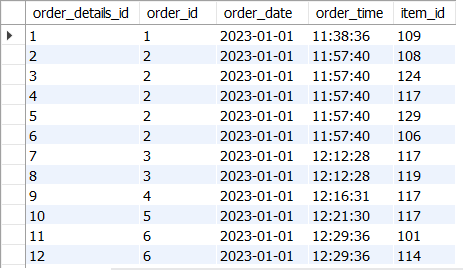 order_details_id order_id order_date order_time item_id
1 1 2023-01-01 11:38:36 109
2 2 2023-01-01 11:57:40 108
3 2 2023-01-01 11:57:40 124
4 2 2023-01-01 11:57:40 117
5 2 2023-01-01 11:57:40 129
6 2 2023-01-01 11:57:40 106
7 3 2023-01-01 12:12:28 117
8 3 2023-01-01 12:12:28 119
9 4 2023-01-01 12:16:31 117
10 5 2023-01-01 12:21:30 117
11 6 2023-01-01 12:29:36 101
12 6 2023-01-01 12:29:36 114